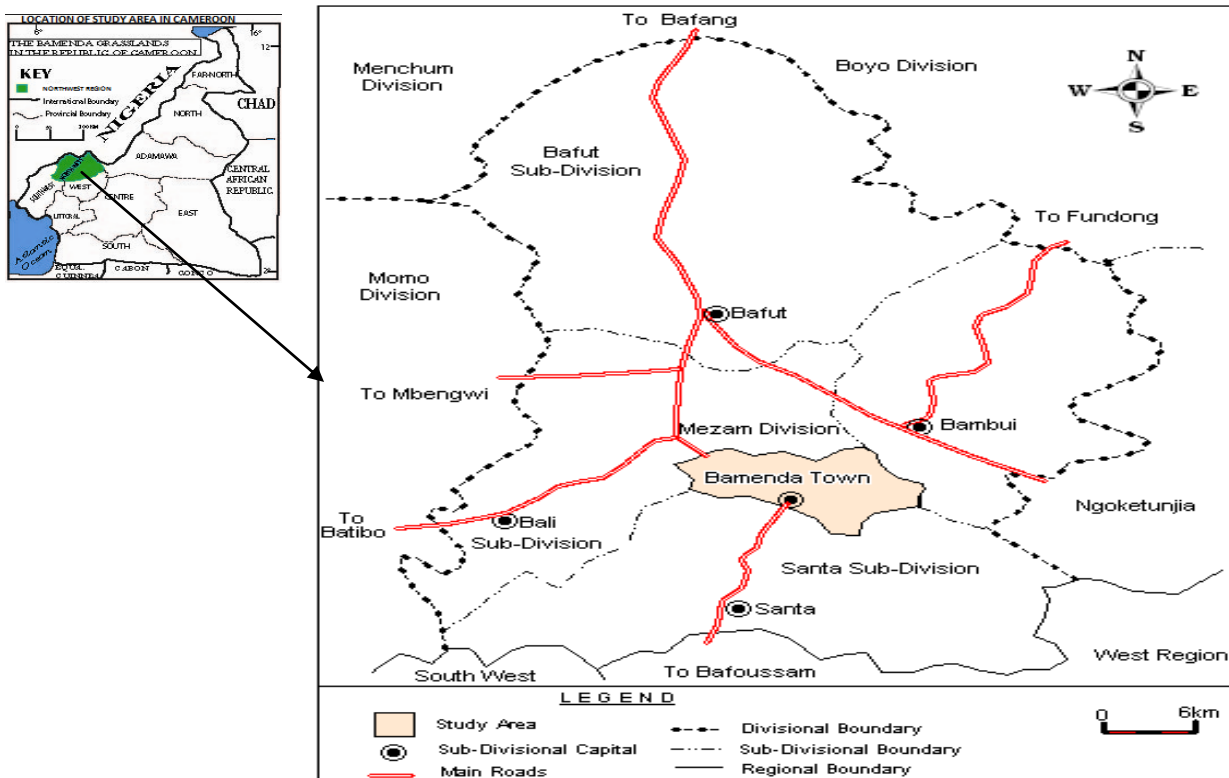 LOCATION OF STUDY AREA IN CAMEROON
THE BAMENDA GRASSLANDS
IN THE REPUBLIC OF CAMEROON
12
KEY
NORTHWEST REGION
International Boundary
Provincial Boundary
NIGERIA
FAR-NORTH
CHAD
NORTH
ADAMAWA
CENTRAL
AFRICAN
REPUBLIC
WEST
CENTRE
LITTORAL
EAST
SOUTH
Atlantic
Ocean
EQUA.
GUINNEA
CONGO
To Bafang
Menchum
Division
Boyo Division
N
W
E
S
Bafut
Sub-Division
To Fundong
Momo
Division
Bafut
To Mbengwi
Bambui
Mezam Division
Bamenda Town
Ngoketunjia
To
Batibo
Bali
Sub-Division
Santa Sub-Division
Santa
South West
To Bafoussam
West Region
LEGEND
Study Area
Sub-Divisional Capital
Main Roads
Divisional Boundary
Sub-Divisional Boundary
Regional Boundary
0 6km